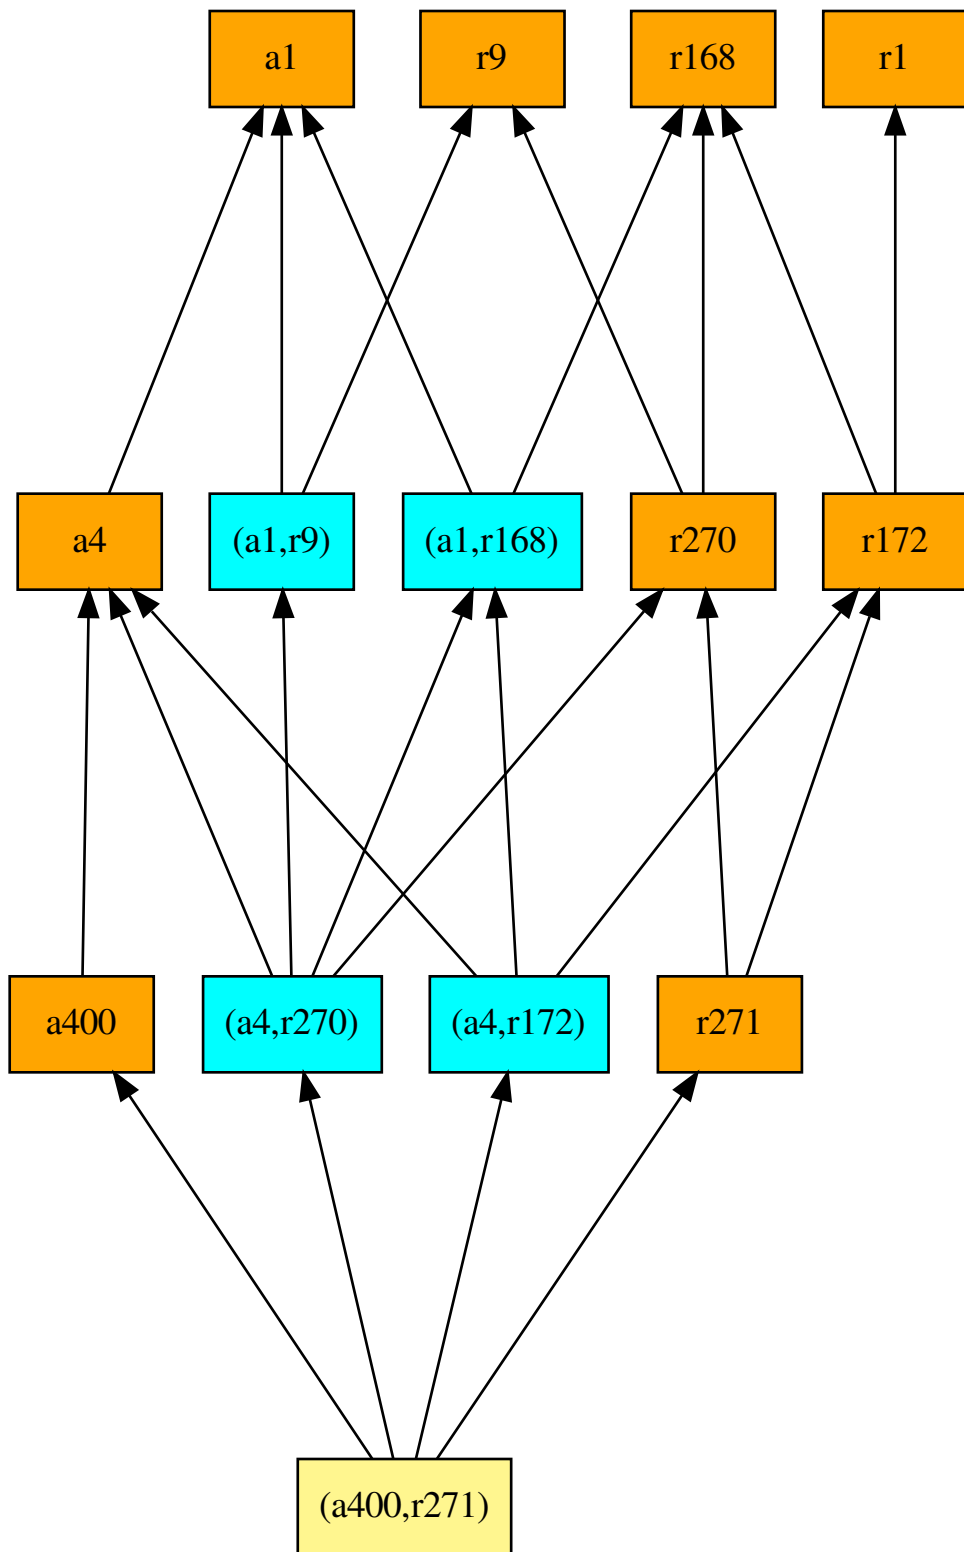 a1
r9
r168
r1
a4
(a1,r9)
(a1,r168)
r270
r172
a400
(a4,r270)
(a4,r172)
r271
(a400,r271)